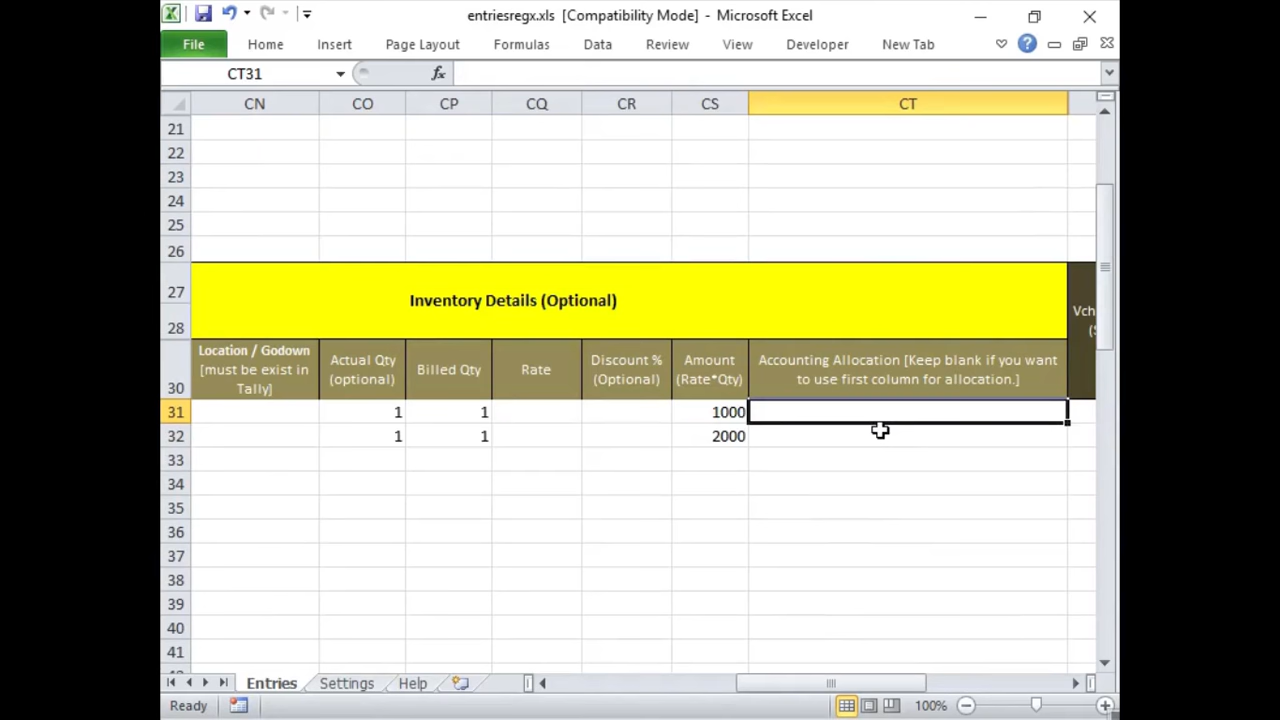 entriesregx.xls [Compatibility Mode] - Microsoft Excel
File Home Insert Page Layout Formulas Data Review View Developer New Tab
CT31 fx
CN CO CP CQ CR CS CT
21
22
23
24
25
26
27
Inventory Details (Optional)
Vch
28
Location / Godown
[must be exist in
Tally]
Actual Qty
(optional)
Billed Qty
Rate
Discount %
(Optional)
Amount
(Rate*Qty)
Accounting Allocation [Keep blank if you want
to use first column for allocation.]
30
31 1 1 1000
32 1 1 2000
33
34
35
36
37
38
39
40
41
Entries Settings Help
Ready 100%